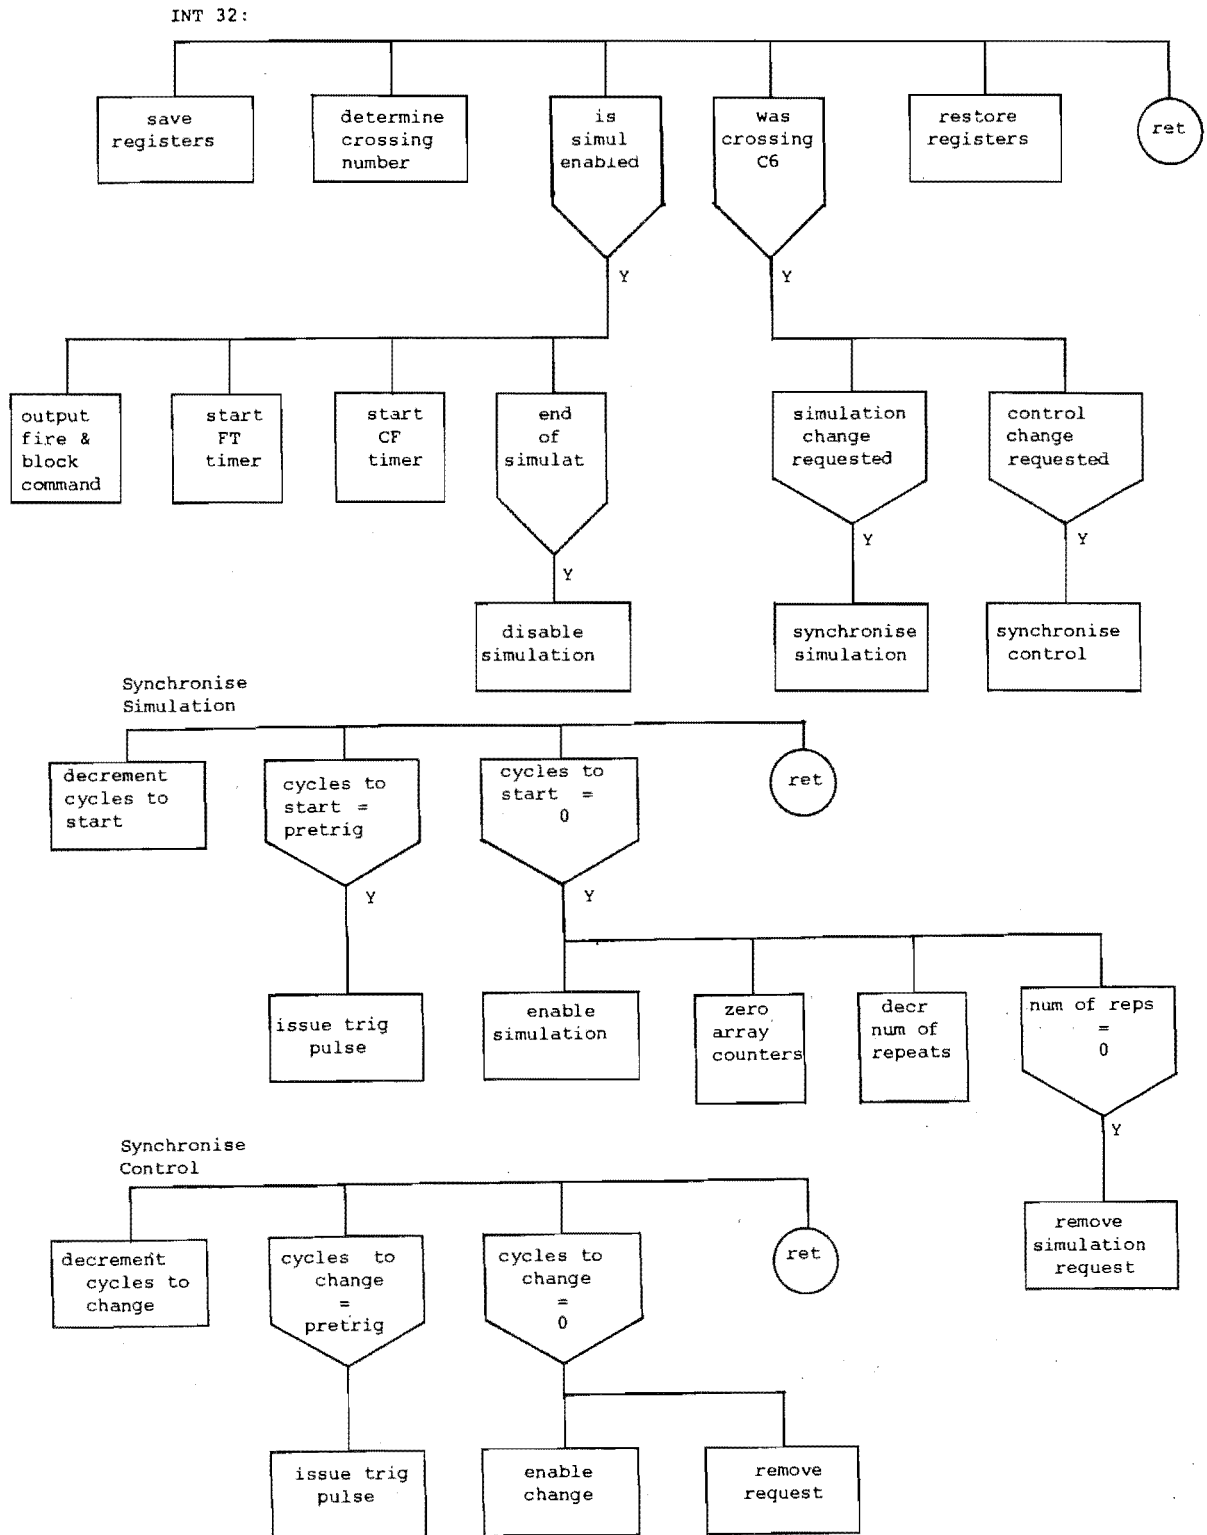 INT 32:
save
registers
determine
crossing
number
is
simul
enabled
was
crossing
C6
restore
registers
ret
Y
Y
output
fire &
block
command
start
FT
timer
start
CF
timer
end
of
simulat
simulation
change
requested
control
change
requested
Y
Y
Y
disable
simulation
synchronise
simulation
synchronise
control
Synchronise
Simulation
decrement
cycles to
start
cycles to
start =
pretrig
cycles to
start =
0
ret
Y
Y
issue trig
pulse
enable
simulation
zero
array
counters
decr
num of
repeats
num of reps
=
0
Y
remove
simulation
request
Synchronise
Control
decrement
cycles to
change
cycles to
change
=
pretrig
cycles to
change
=
0
ret
issue trig
pulse
enable
change
remove
request